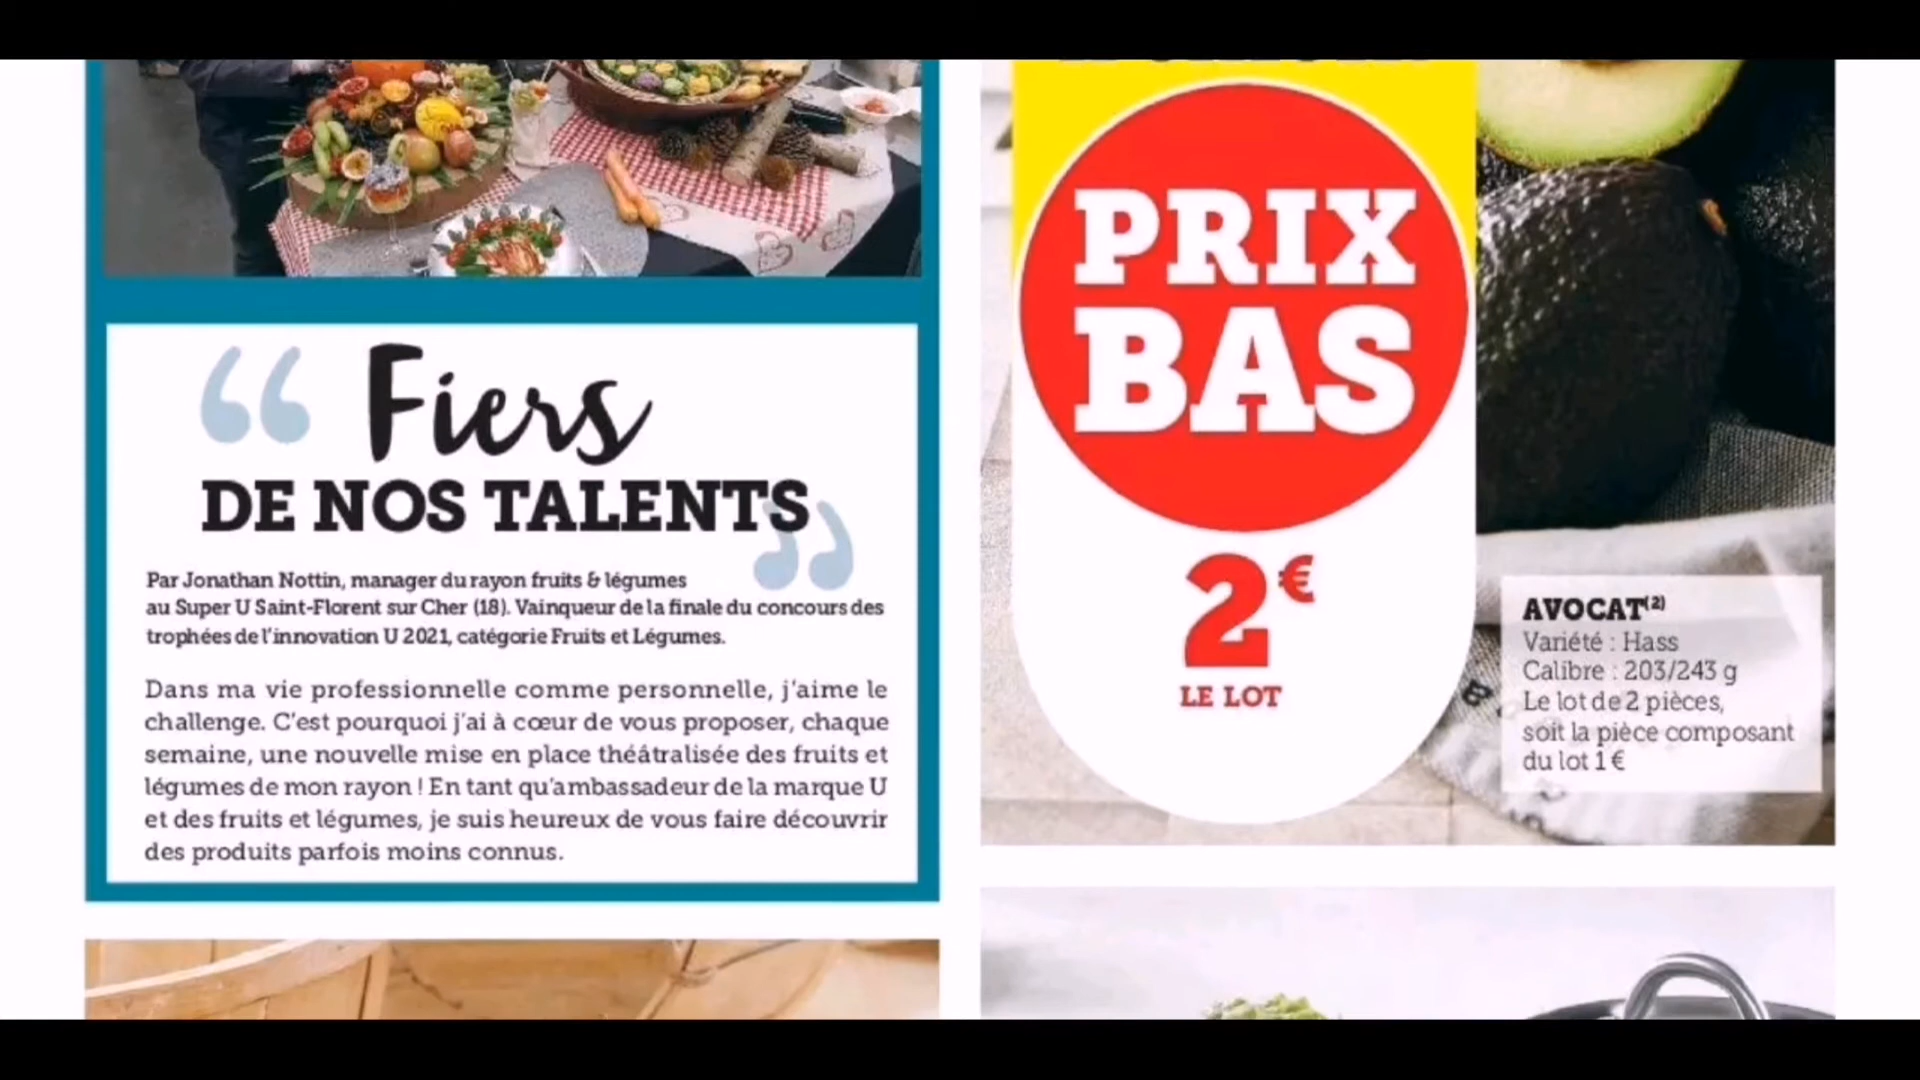 Fiers
DE NOS TALENTS
Par Jonathan Nottin, manager du rayon fruits & légumes
au Super U Saint-Florent sur Cher (18). Vainqueur de la finale du concours des
trophées de l'innovation U 2021, catégorie Fruits et Légumes.
Dans ma vie professionnelle comme personnelle, j'aime le
challenge. C'est pourquoi j'ai à cœur de vous proposer, chaque
semaine, une nouvelle mise en place théâtralisée des fruits et
légumes de mon rayon ! En tant qu'ambassadeur de la marque U
et des fruits et légumes, je suis heureux de vous faire découvrir
des produits parfois moins connus.
PRIX
BAS
2€
LE LOT
AVOCAT(2)
Variété : Hass
Calibre : 203/243 g
Le lot de 2 pièces,
soit la pièce composant
du lot 1 €